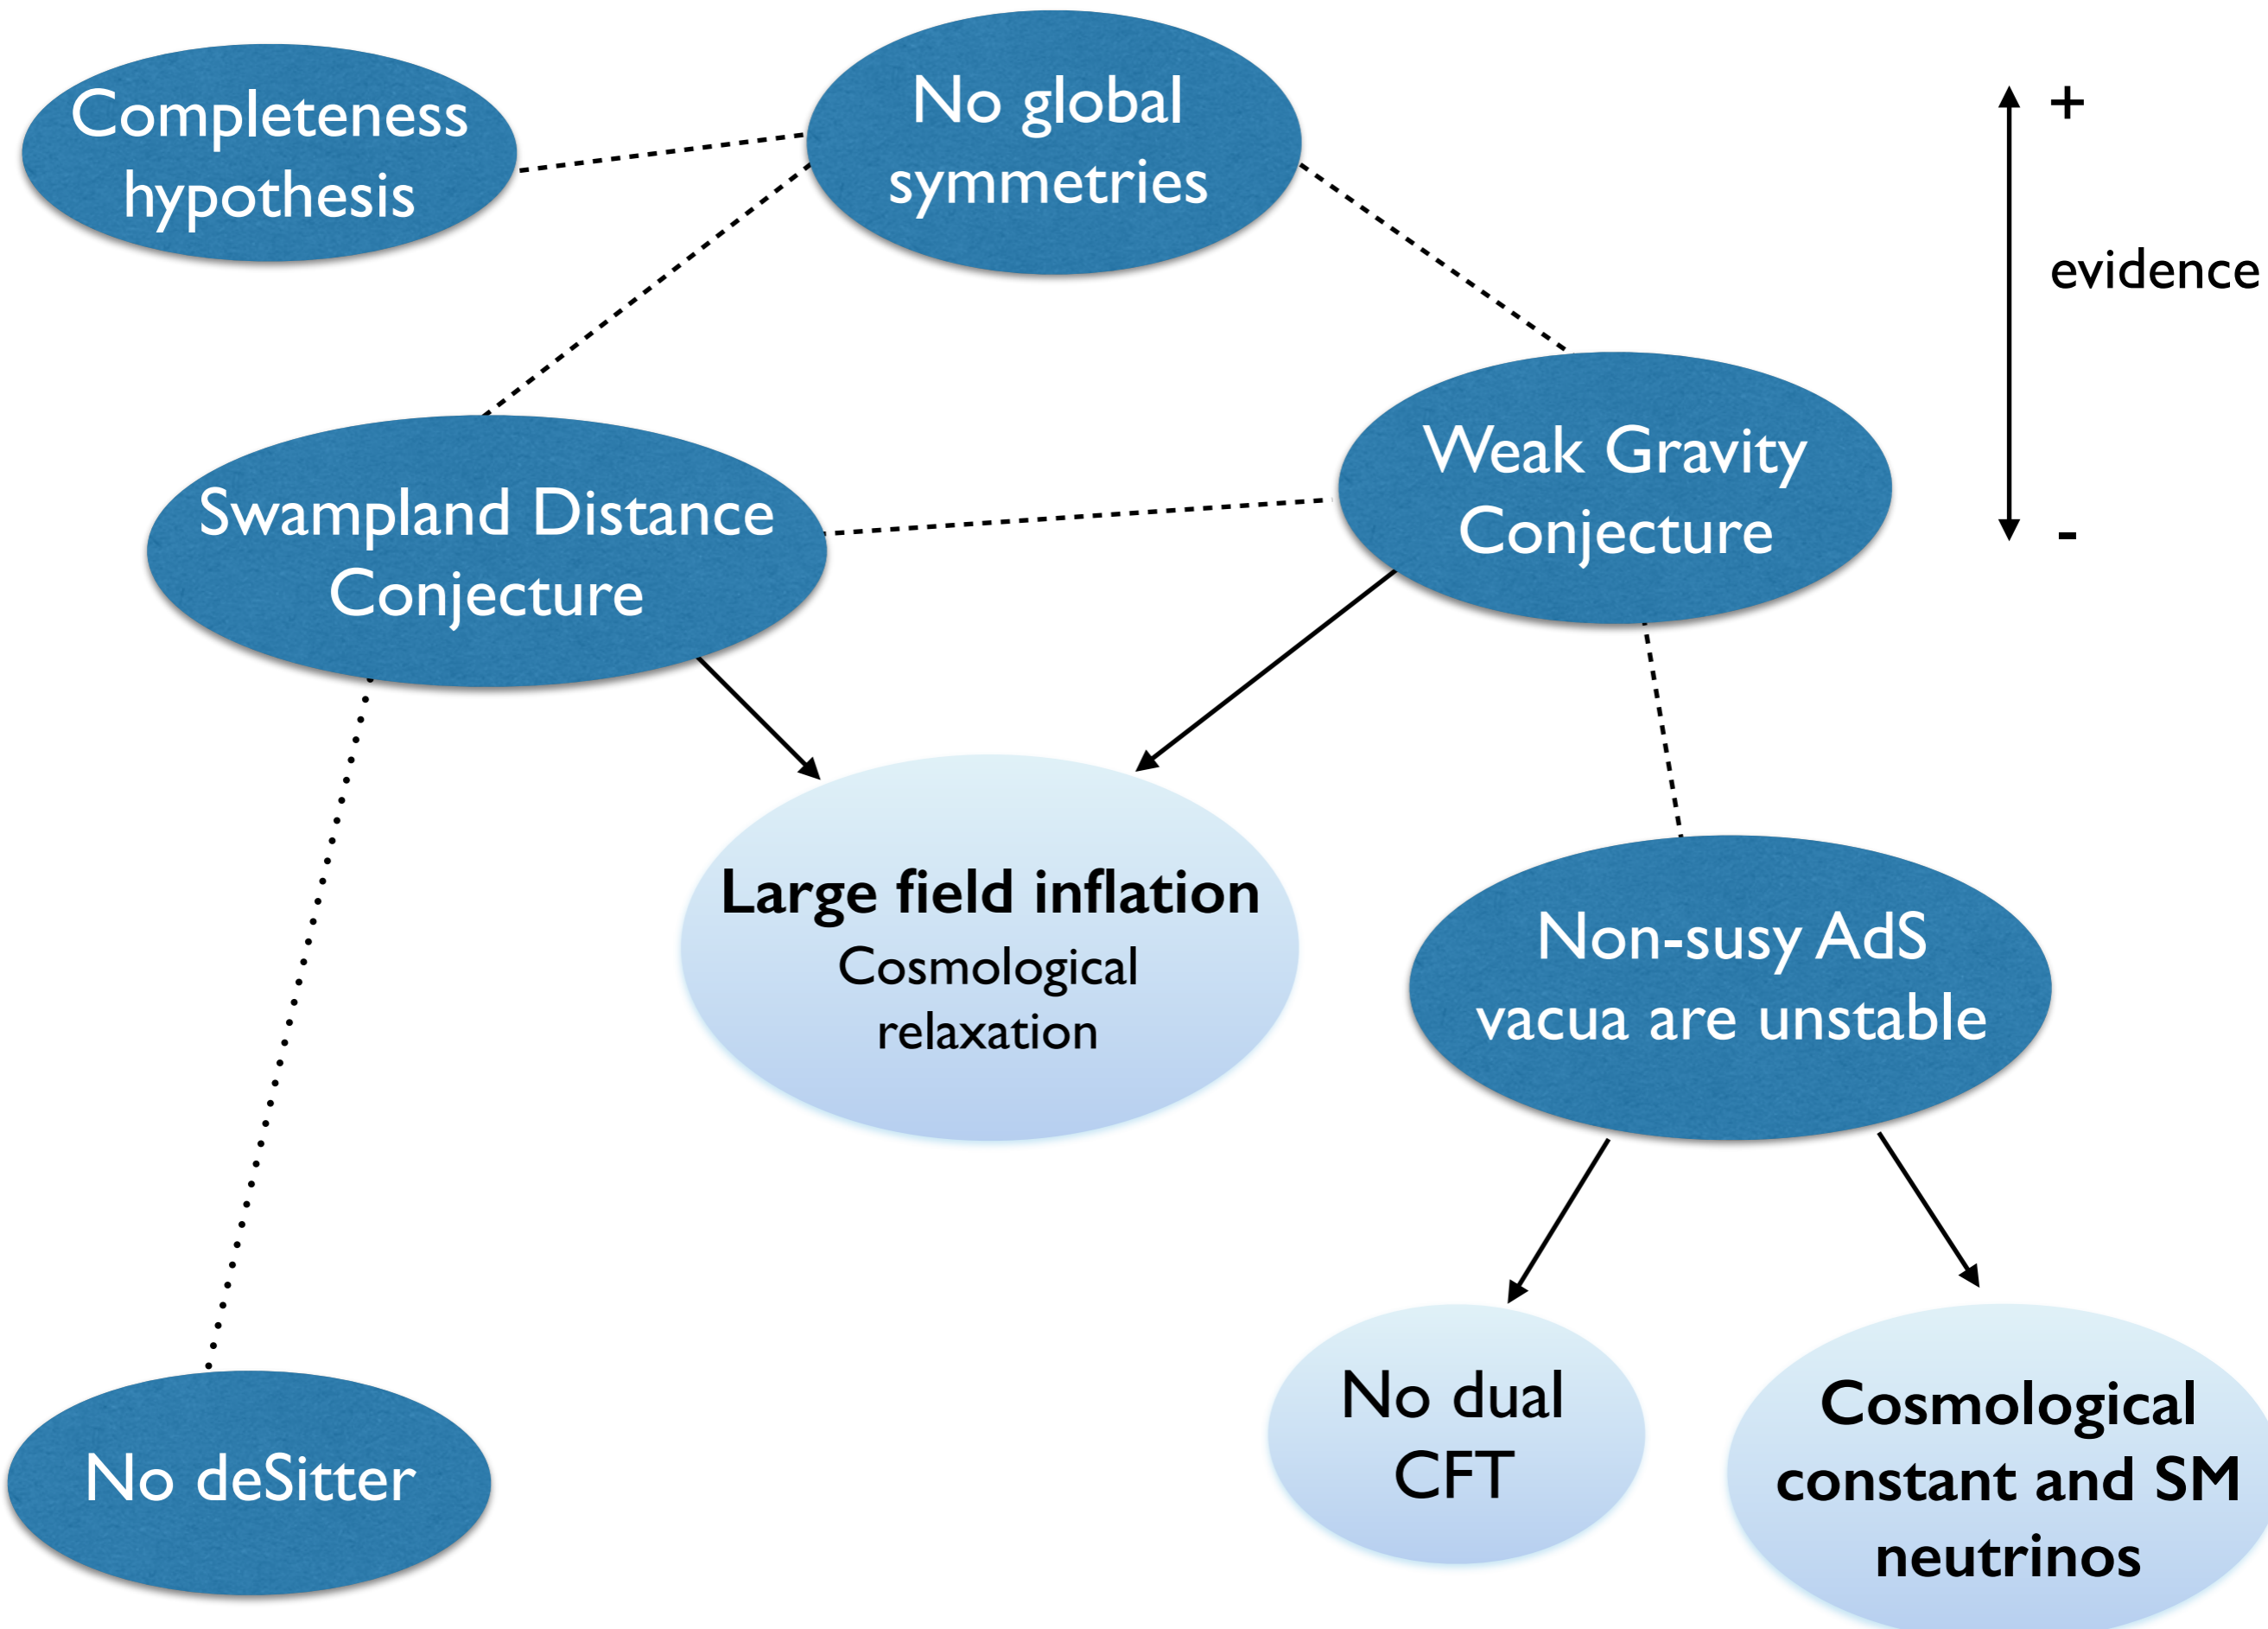 Completeness
hypothesis
No global
symmetries
+
evidence
-
Swampland Distance
Conjecture
Weak Gravity
Conjecture
Large field inflation
Cosmological
relaxation
Non-susy AdS
vacua are unstable
No deSitter
No dual
CFT
Cosmological
constant and SM
neutrinos